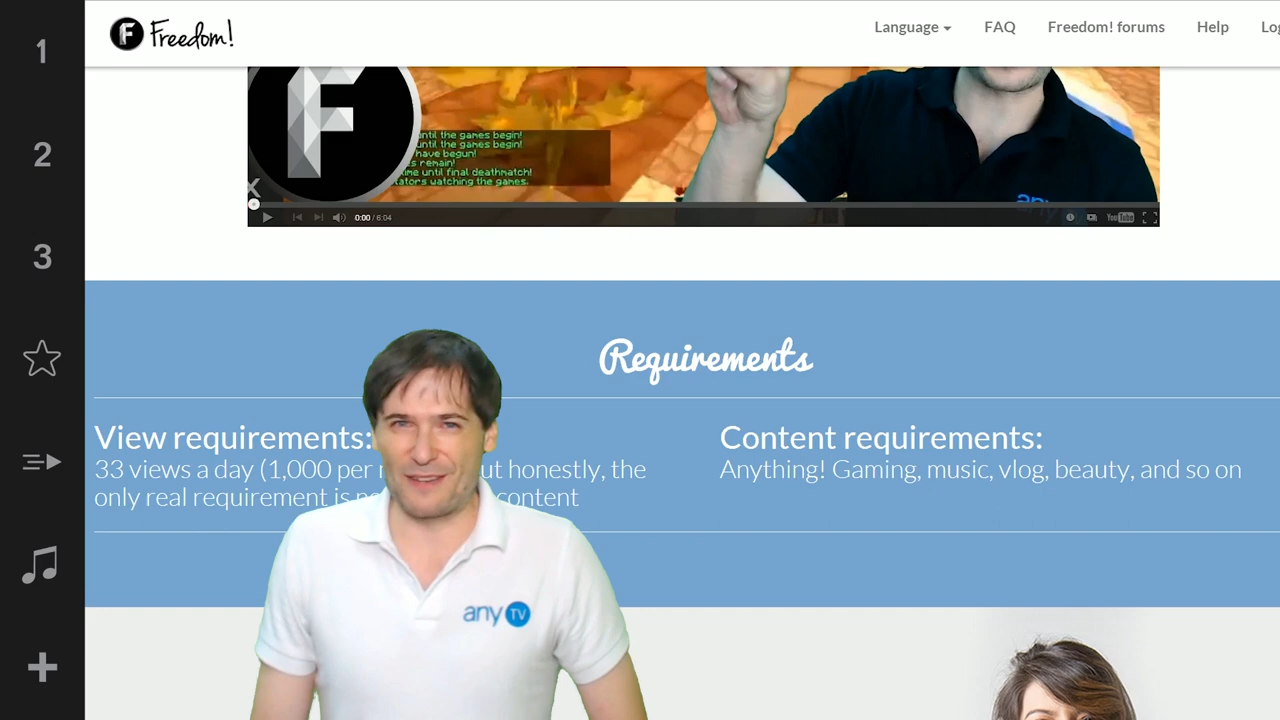 1
2
3
F Freedom!
Language FAQ Freedom! forums Help
until the games begin!
until the games begin!
have begun!
remain!
time until final deathmatch!
watching the games.
0:00 / 6:04
YouTube
any
Requirements
View requirements:
33 views a day (1,000 per honestly, the
only real requirement is content
Content requirements:
Anything! Gaming, music, vlog, beauty, and so on
any TV